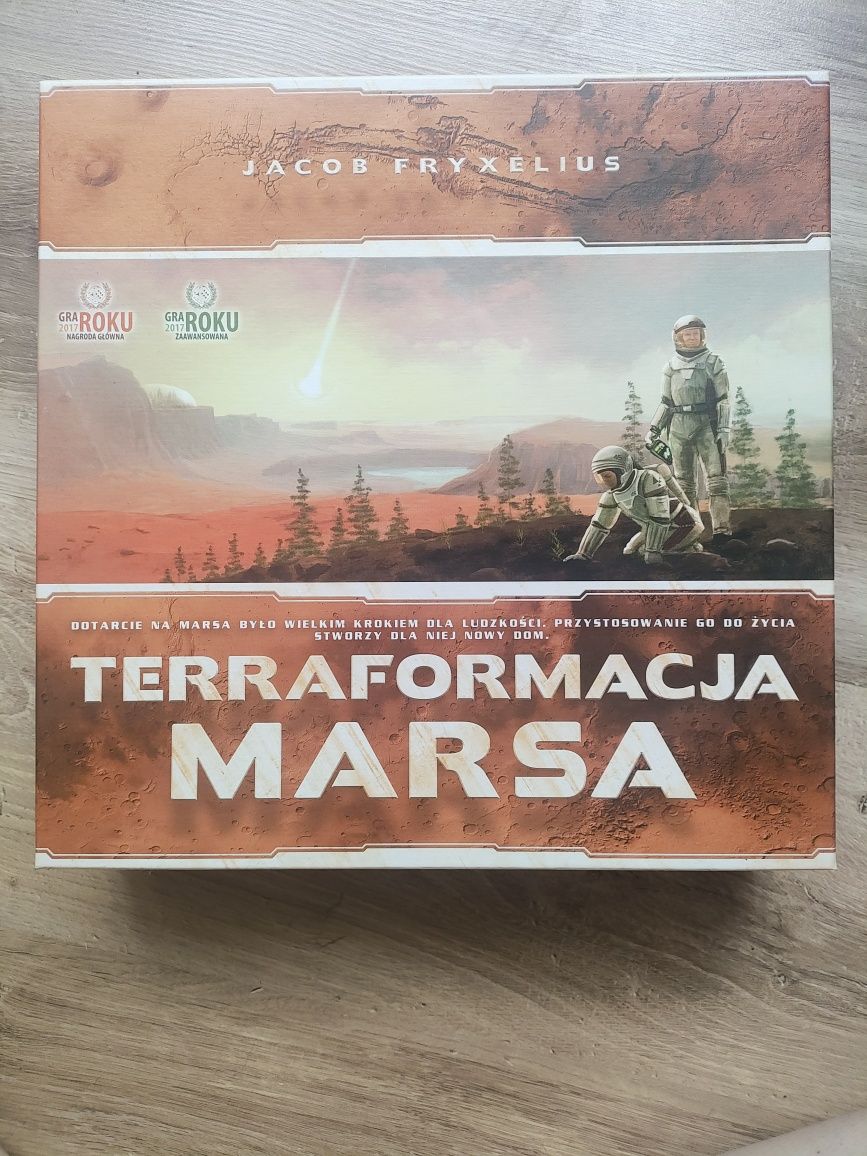 JACOB FRYXELIUS
GRA
2017 ROKU
NAGRODA GŁÓWNA
GRA
2017 ROKU
ZAAWANSOWANA
DOTARCIE NA MARSA BYŁO WIELKIM KROKIEM DLA LUDZKOŚCI. PRZYSTOSOWANIE GO DO ŻYCIA
STWORZY DLA NIEJ NOWY DOM.
TERRAFORMACJA
MARSA